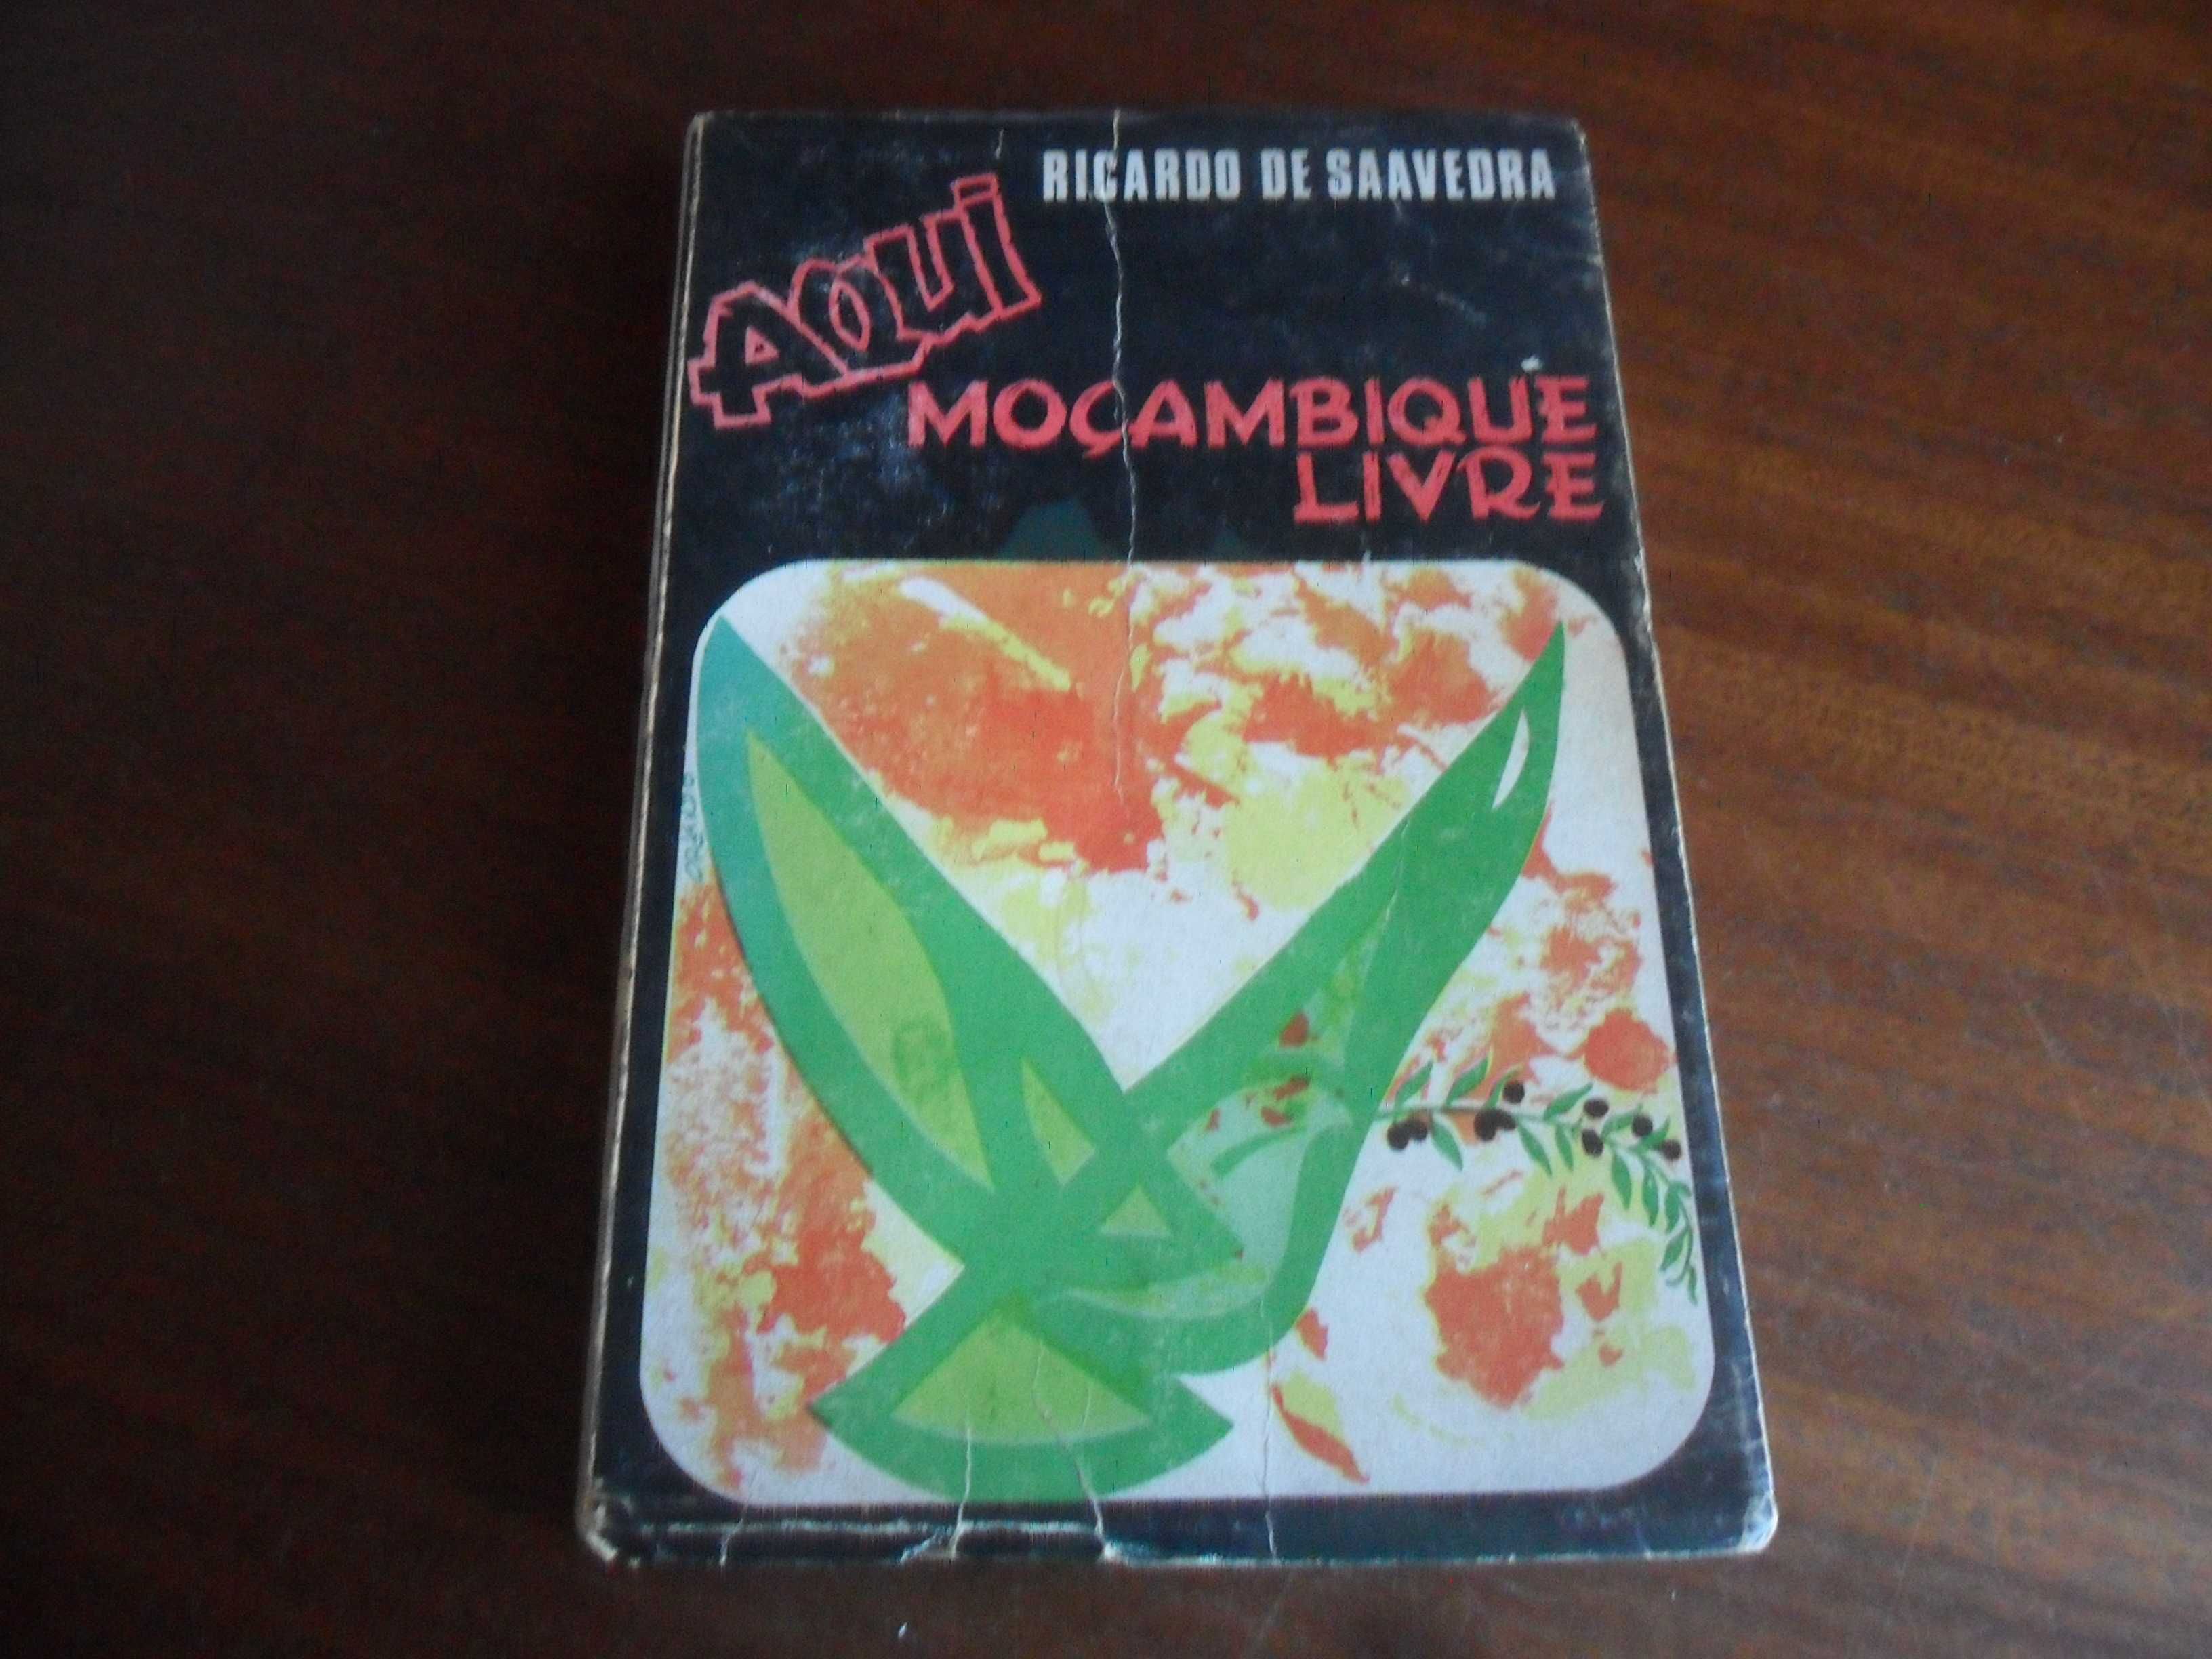 RICARDO DE SAAVEDRA
AQUI
MOÇAMBIQUE
LIVRE